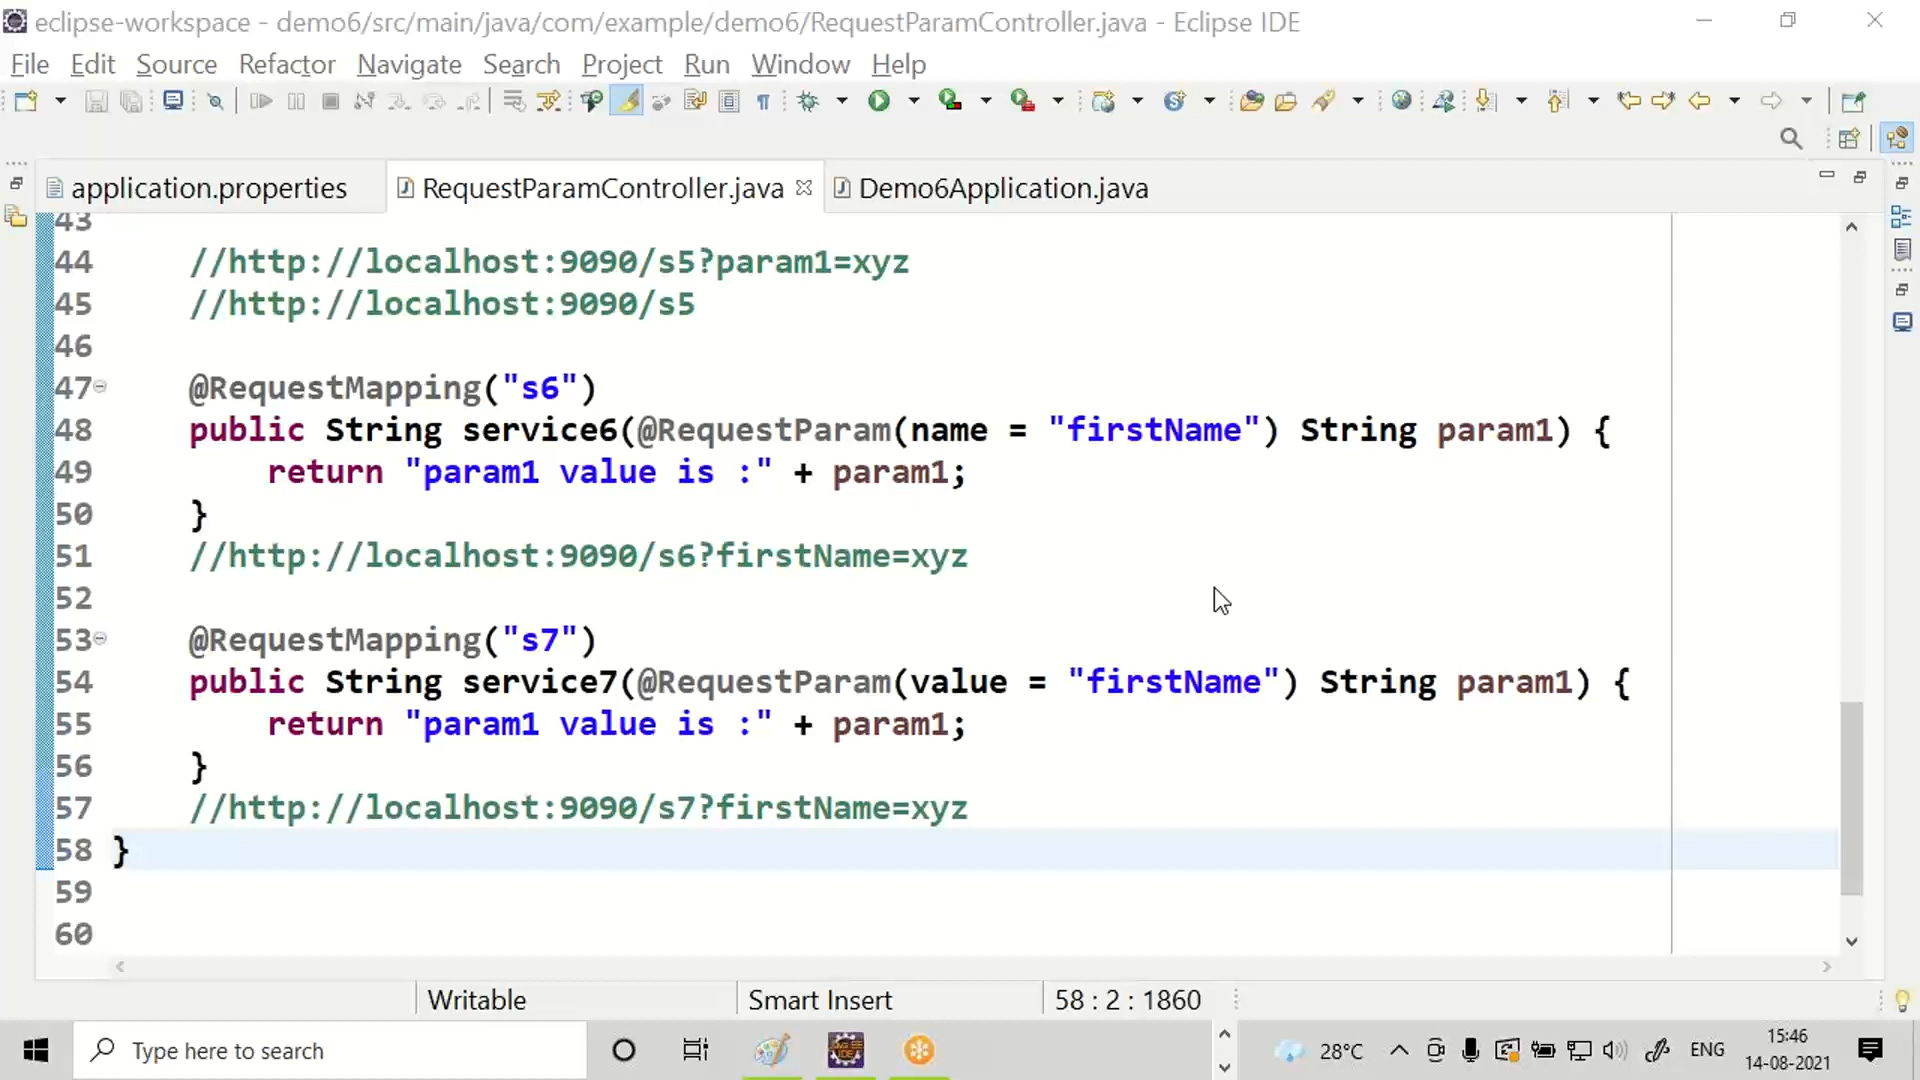 eclipse-workspace - demo6/src/main/java/com/example/demo6/RequestParamController.java - Eclipse IDE
File Edit Source Refactor Navigate Search Project Run Window Help
application.properties RequestParamController.java Demo6Application.java
43
44 //http://localhost:9090/s5?param1=xyz
45 //http://localhost:9090/s5
46
47 @RequestMapping("s6")
48 public String service6(@RequestParam(name = "firstName") String param1) {
49 return "param1 value is :" + param1;
50 }
51 //http://localhost:9090/s6?firstName=xyz
52
53 @RequestMapping("s7")
54 public String service7(@RequestParam(value = "firstName") String param1) {
55 return "param1 value is :" + param1;
56 }
57 //http://localhost:9090/s7?firstName=xyz
58 }
59
60
Writable Smart Insert 58 : 2 : 1860
Type here to search 28°C ENG 15:46
14-08-2021